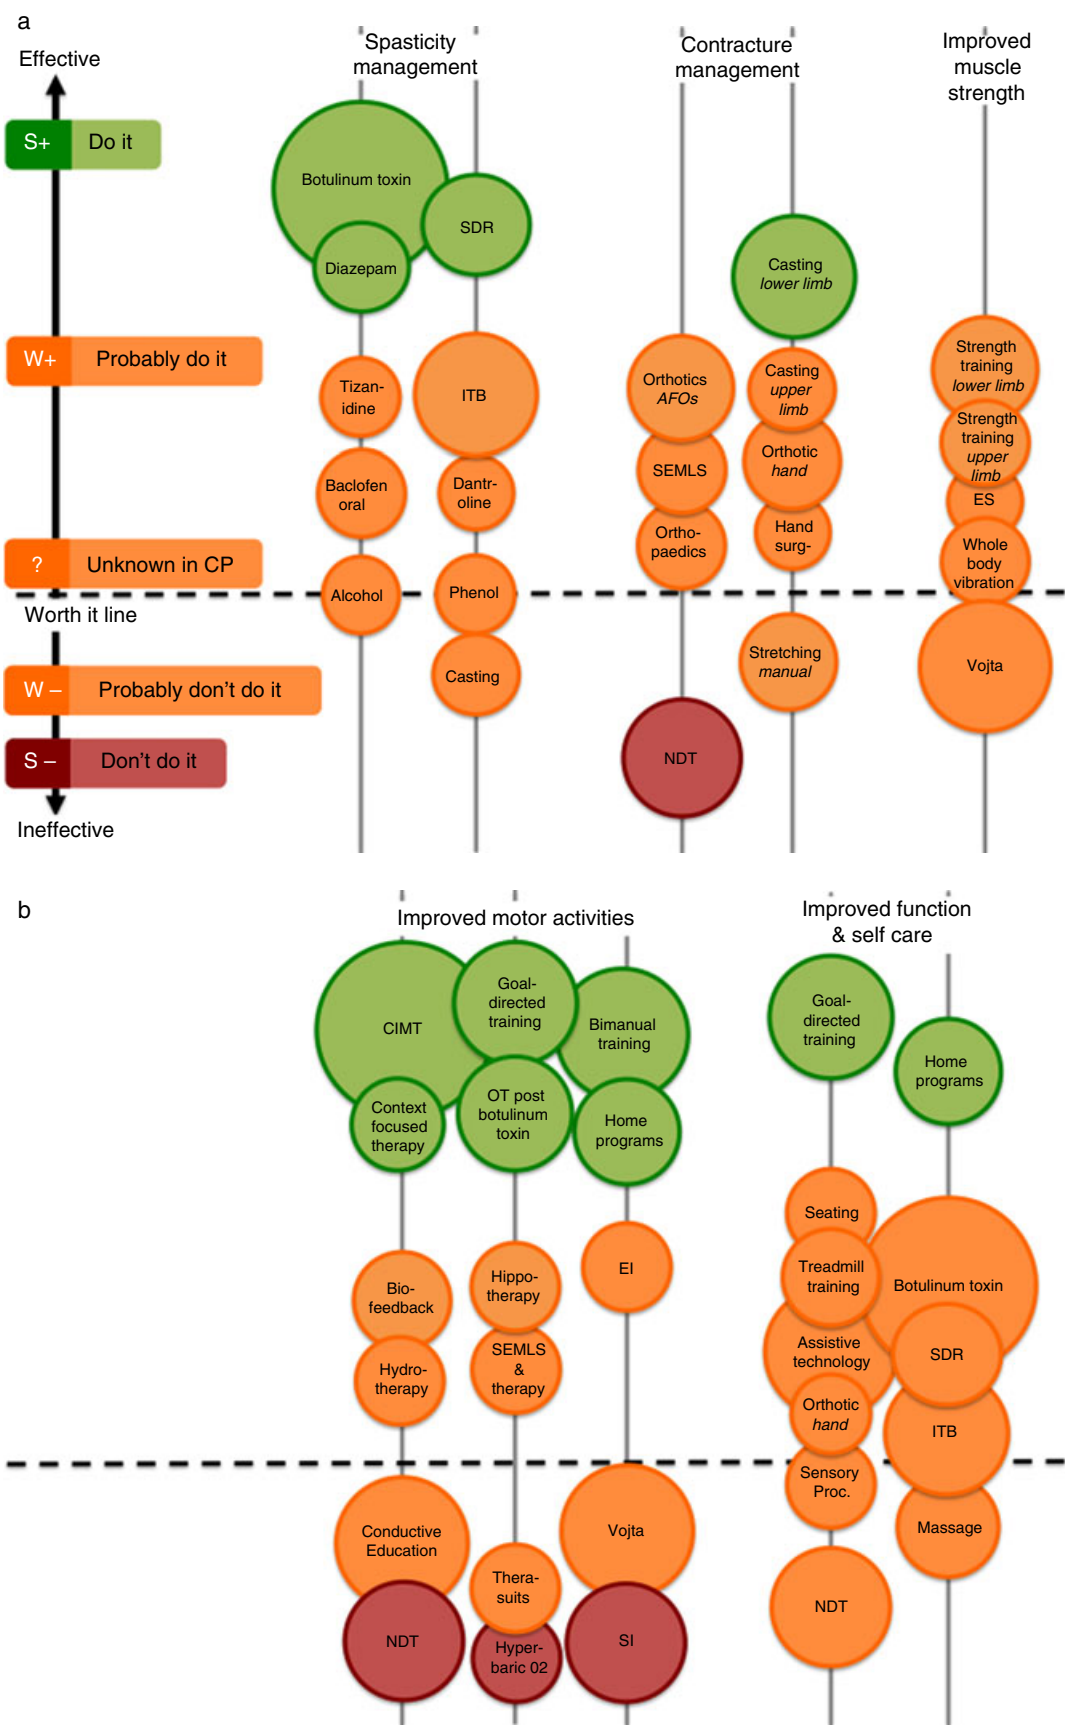 a
Effective
S+ Do it
W+ Probably do it
? Unknown in CP
Worth it line
W – Probably don't do it
S – Don't do it
Ineffective
Spasticity
management
Botulinum toxin
SDR
Diazepam
Tizan-
idine
ITB
Baclofen
oral
Dantr-
oline
Alcohol
Phenol
Casting
Contracture
management
Casting
lower limb
Orthotics
AFOs
Casting
upper
limb
SEMLS
Orthotic
hand
Ortho-
paedics
Hand
surg-
Stretching
manual
NDT
Improved
muscle
strength
Strength
training
lower limb
Strength
training
upper
limb
ES
Whole
body
vibration
Vojta
b
Improved motor activities
CIMT
Goal-
directed
training
Bimanual
training
Context
focused
therapy
OT post
botulinum
toxin
Home
programs
Bio-
feedback
Hippo-
therapy
EI
Hydro-
therapy
SEMLS
&
therapy
Conductive
Education
Vojta
Thera-
suits
NDT
Hyper-
baric 02
SI
Improved function
& self care
Goal-
directed
training
Home
programs
Seating
Treadmill
training
Botulinum toxin
Assistive
technology
SDR
Orthotic
hand
ITB
Sensory
Proc.
Massage
NDT